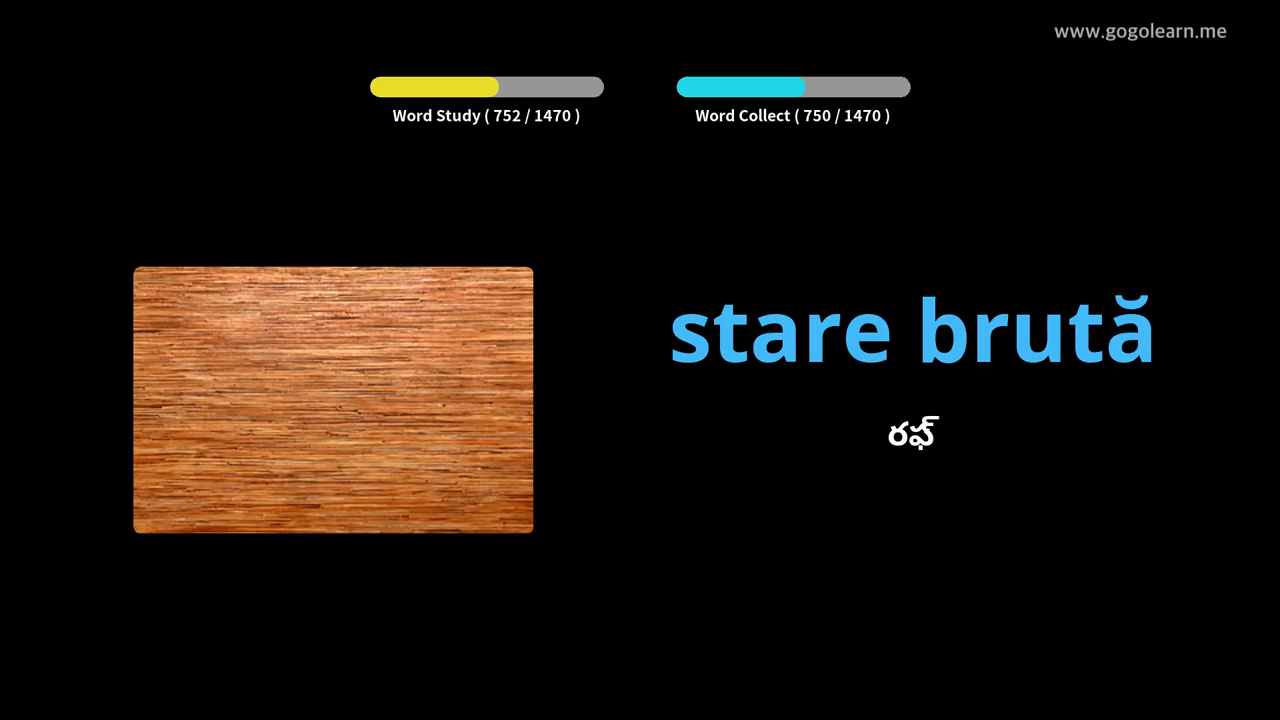 www.gogolearn.me
Word Study ( 752 / 1470 )
Word Collect ( 750 / 1470 )
stare brută
రఫ్